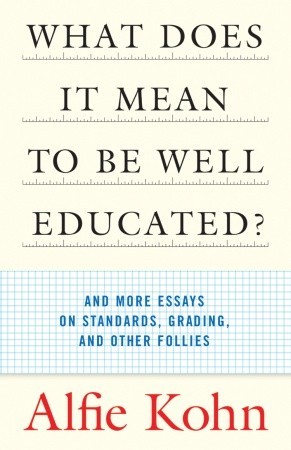 WHAT DOES
IT MEAN
TO BE WELL
EDUCATED?
AND MORE ESSAYS
ON STANDARDS, GRADING,
AND OTHER FOLLIES
Alfie Kohn